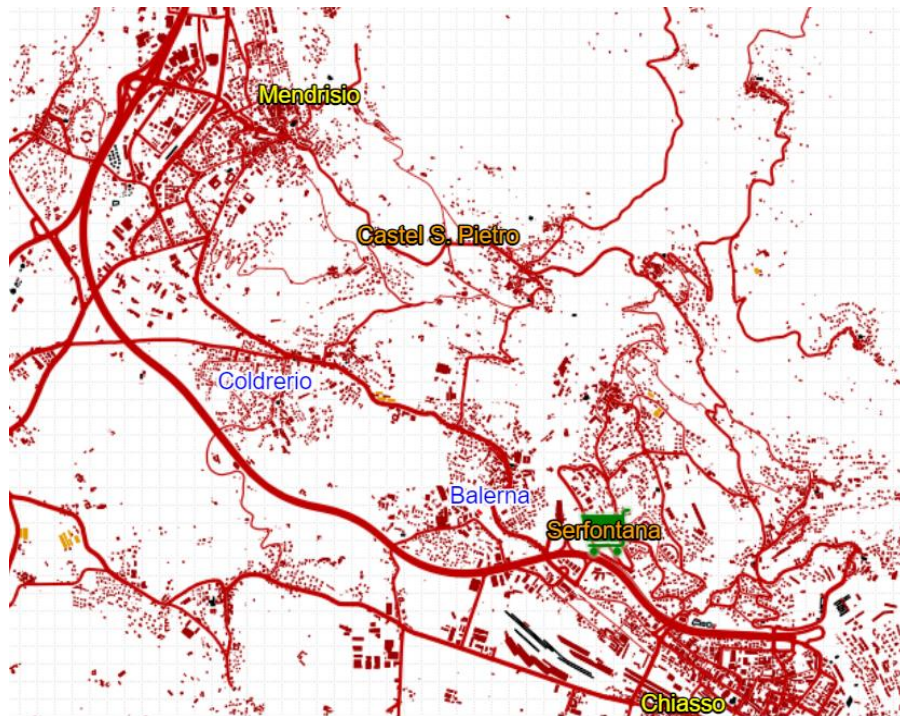 Mendrisio
Castel S. Pietro
Coldrerio
Balerna
Serfontana
Chiasso